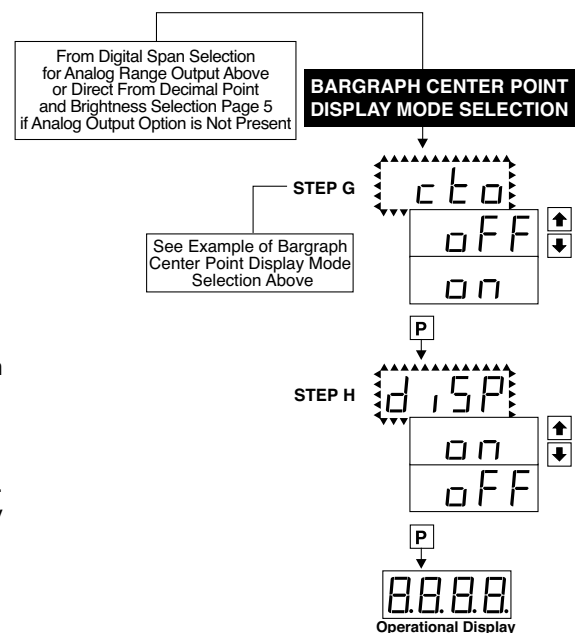 From Digital Span Selection
for Analog Range Output Above
or Direct From Decimal Point
and Brightness Selection Page 5
if Analog Output Option is Not Present
BARGRAPH CENTER POINT
DISPLAY MODE SELECTION
STEP G
cto
oFF
on
See Example of Bargraph
Center Point Display Mode
Selection Above
P
STEP H
diSP
on
oFF
P
8.8.8.8.
Operational Display